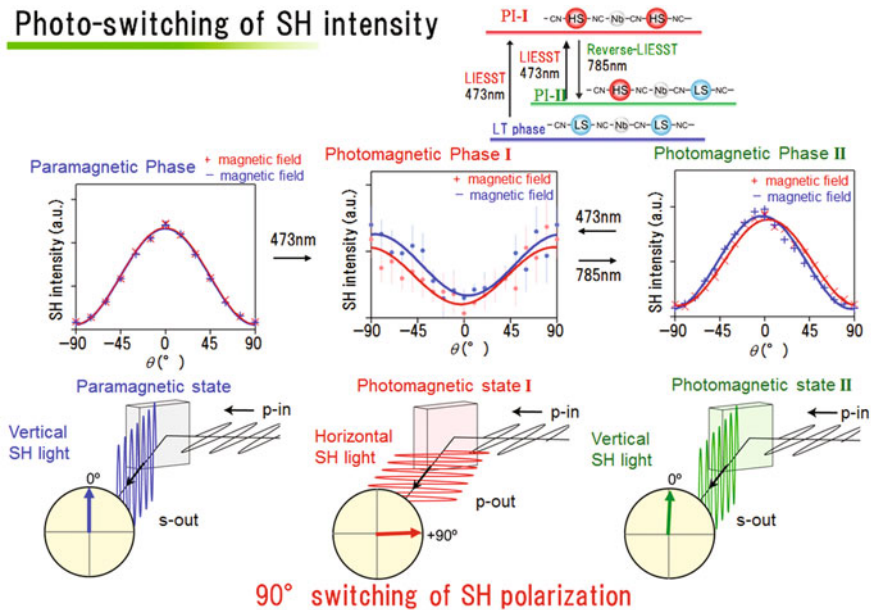 Photo-switching of SH intensity
PI-I
CN HS NC Nb CN HS NC
LIESST
473nm
LIESST
473nm
Reverse-LIESST
785nm
PI-II
CN HS NC Nb CN LS NC
LT phase
CN LS NC Nb CN LS NC
Paramagnetic Phase
+ magnetic field
− magnetic field
SH intensity (a.u.)
−90 −45 0 45 90
θ(°)
473nm
Photomagnetic Phase I
+ magnetic field
− magnetic field
SH intensity (a.u.)
−90 −45 0 45 90
θ(°)
473nm
785nm
Photomagnetic Phase II
+ magnetic field
− magnetic field
SH intensity (a.u.)
−90 −45 0 45 90
θ(°)
Paramagnetic state
p-in
Vertical
SH light
0°
s-out
Photomagnetic state I
p-in
Horizontal
SH light
p-out
+90°
Photomagnetic state II
p-in
Vertical
SH light
0°
s-out
90° switching of SH polarization